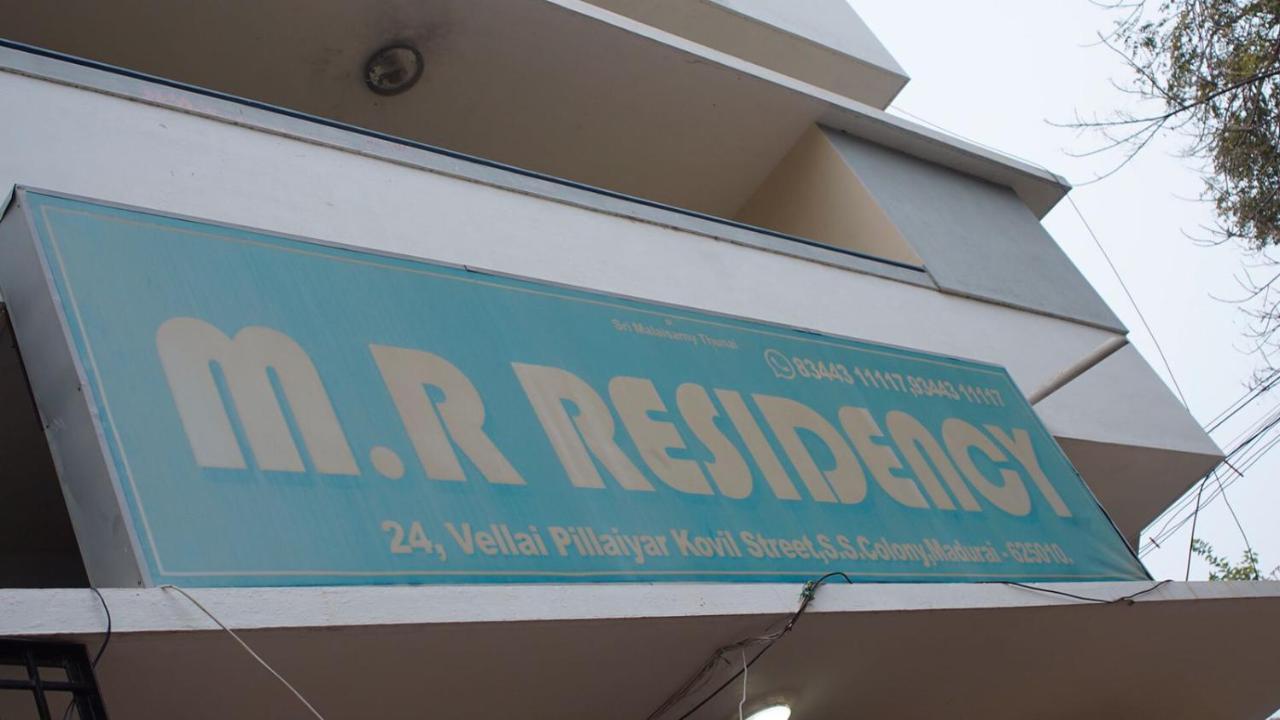 Sri Malaisamy Thunai
83443 11117,93443 11117
M.R RESIDENCY
24, Vellai Pillaiyar Kovil Street,S.S.Colony,Madurai - 625010.